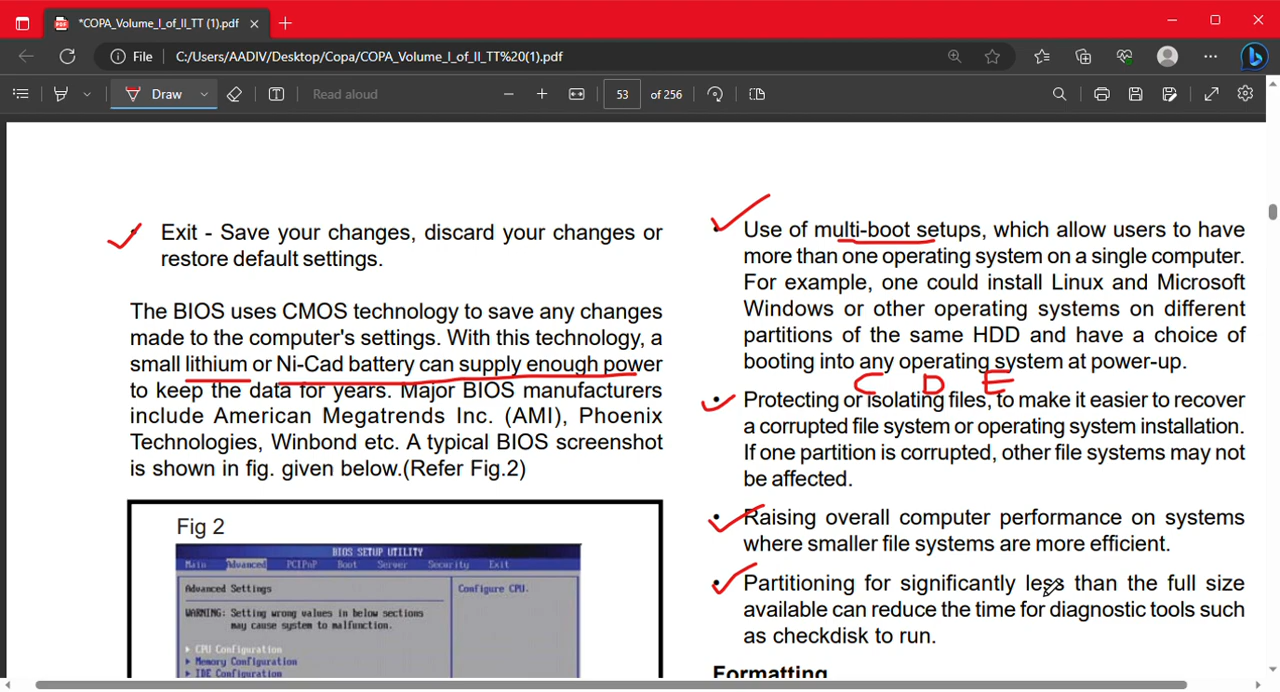 *COPA_Volume_I_of_II_TT (1).pdf
File
C:/Users/AADIV/Desktop/Copa/COPA_Volume_I_of_II_TT%20(1).pdf
Draw
Read aloud
53 of 256
Exit - Save your changes, discard your changes or
restore default settings.
The BIOS uses CMOS technology to save any changes
made to the computer's settings. With this technology, a
small lithium or Ni-Cad battery can supply enough power
to keep the data for years. Major BIOS manufacturers
include American Megatrends Inc. (AMI), Phoenix
Technologies, Winbond etc. A typical BIOS screenshot
is shown in fig. given below.(Refer Fig.2)
Fig 2
BIOS SETUP UTILITY
Main Advanced PCIPnP Boot Server Security Exit
Advanced Settings
WARNING: Setting wrong values in below sections
may cause system to malfunction.
CPU Configuration
Memory Configuration
IDE Configuration
Configure CPU.
Use of multi-boot setups, which allow users to have
more than one operating system on a single computer.
For example, one could install Linux and Microsoft
Windows or other operating systems on different
partitions of the same HDD and have a choice of
booting into any operating system at power-up.
C D E
Protecting or isolating files, to make it easier to recover
a corrupted file system or operating system installation.
If one partition is corrupted, other file systems may not
be affected.
Raising overall computer performance on systems
where smaller file systems are more efficient.
Partitioning for significantly less than the full size
available can reduce the time for diagnostic tools such
as checkdisk to run.
Formatting